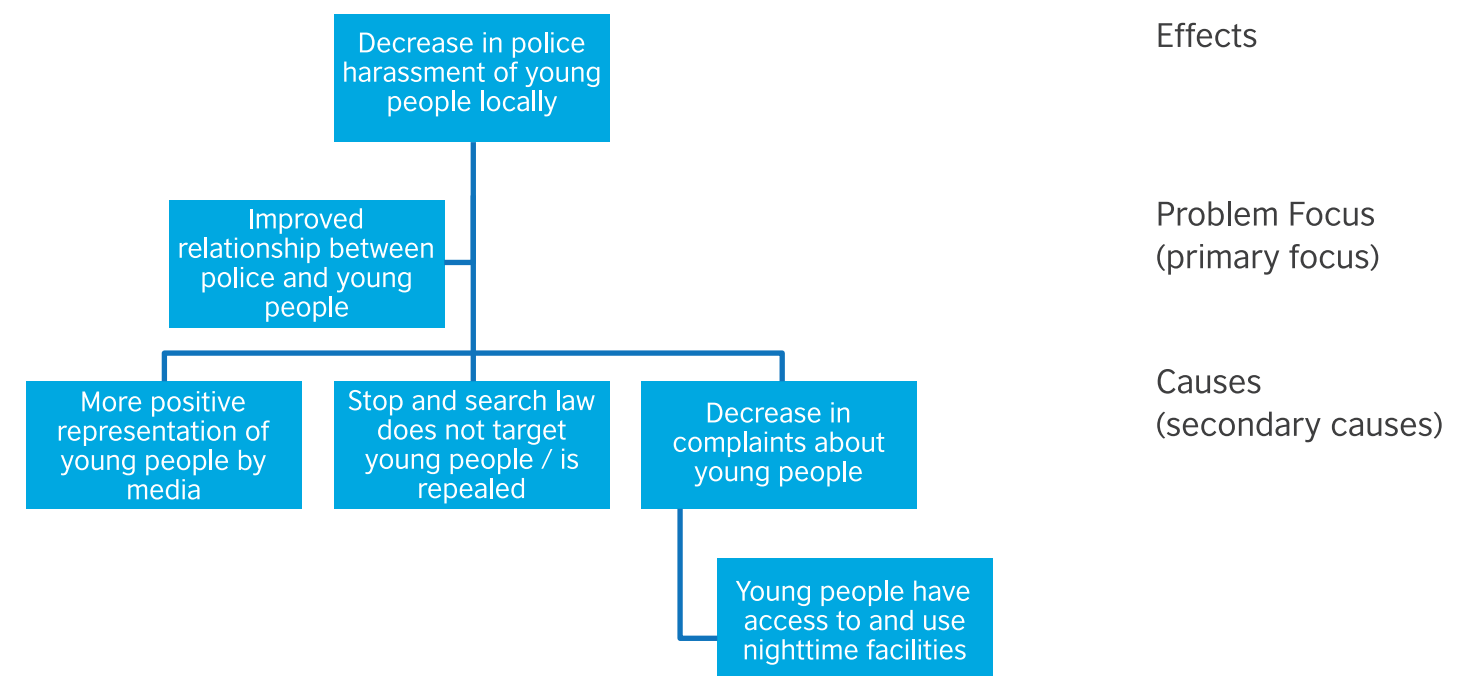 Decrease in police
harassment of young
people locally
Effects
Improved
relationship between
police and young
people
Problem Focus
(primary focus)
More positive
representation of
young people by
media
Stop and search law
does not target
young people / is
repealed
Decrease in
complaints about
young people
Causes
(secondary causes)
Young people have
access to and use
nighttime facilities